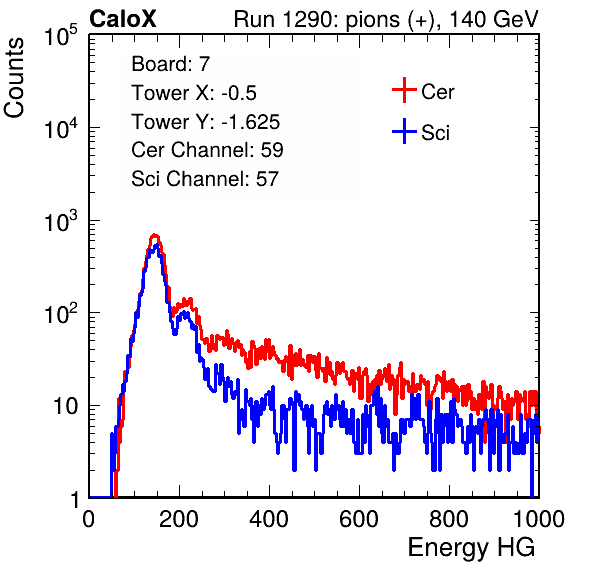 CaloX Run 1290: pions (+), 140 GeV
Counts
10^5
10^4
10^3
10^2
10
1
Board: 7
Tower X: -0.5
Tower Y: -1.625
Cer Channel: 59
Sci Channel: 57
Cer
Sci
0 200 400 600 800 1000
Energy HG